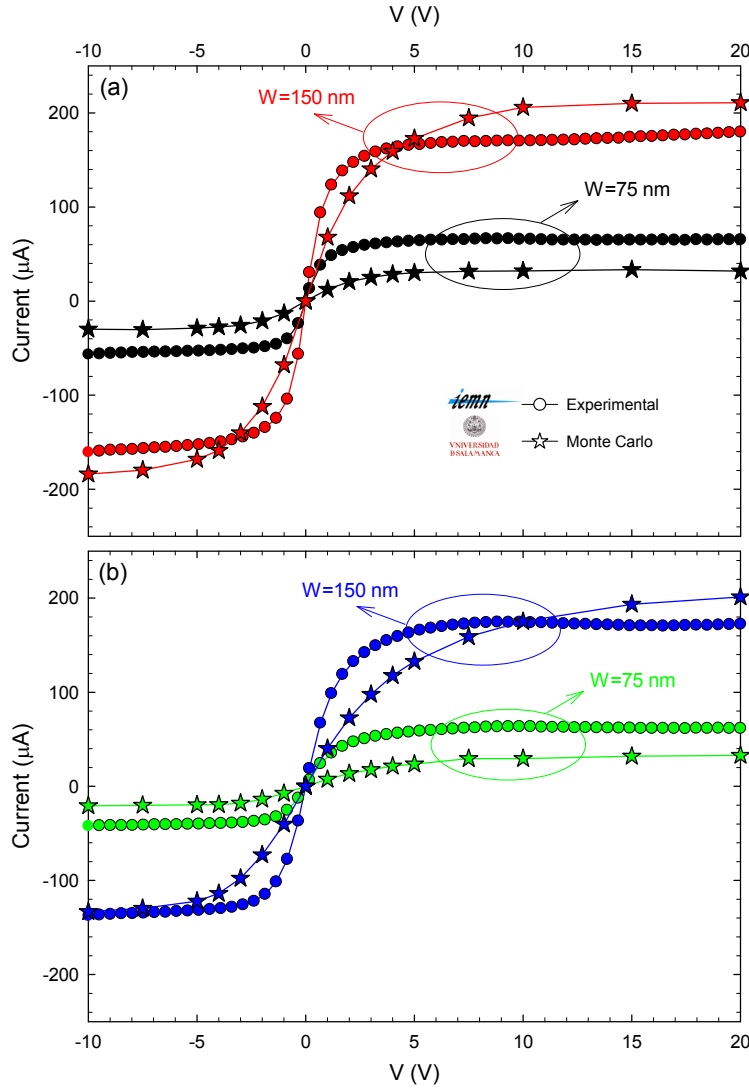 V (V)
-10 -5 0 5 10 15 20
(a)
W=150 nm
200
100
W=75 nm
0
Current (μA)
-100
iemn
Experimental
VNIVERSIDAD
D SALAMANCA
Monte Carlo
-200
(b)
W=150 nm
200
W=75 nm
100
0
Current (μA)
-100
-200
-10 -5 0 5 10 15 20
V (V)